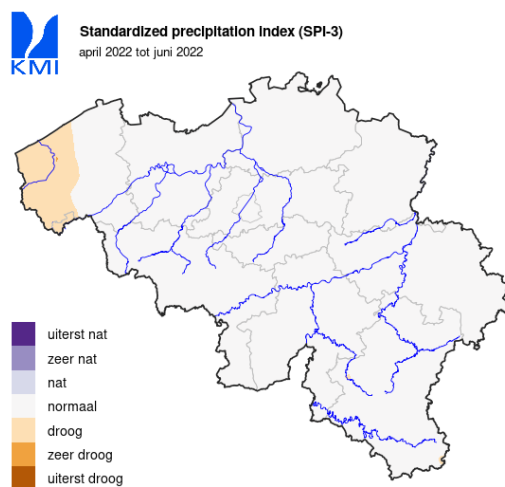 Standardized precipitation index (SPI-3)
april 2022 tot juni 2022
KMI
uiterst nat
zeer nat
nat
normaal
droog
zeer droog
uiterst droog